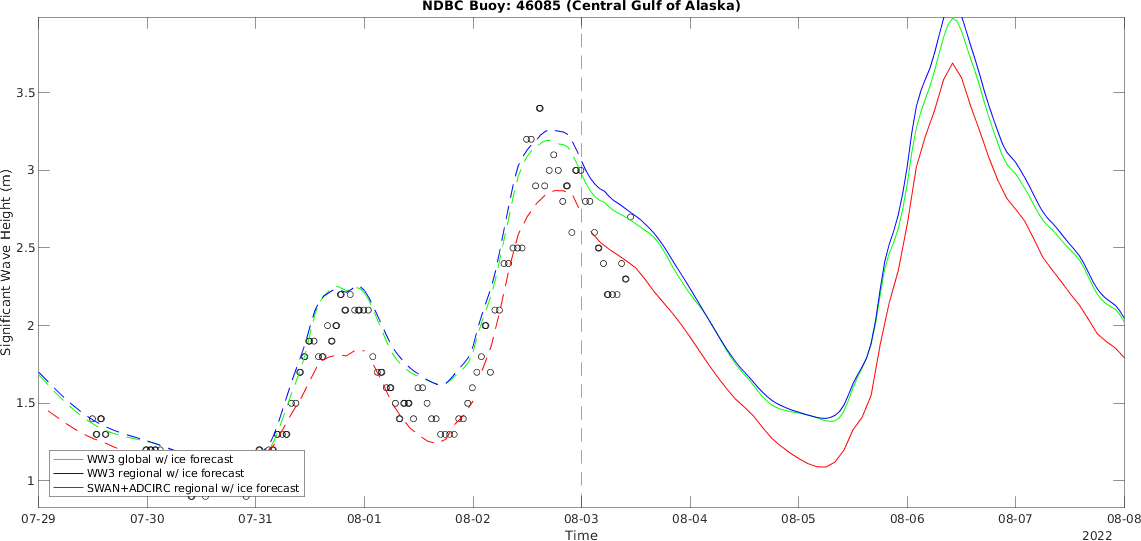 NDBC Buoy: 46085 (Central Gulf of Alaska)
Significant Wave Height (m)
3.5
3
2.5
2
1.5
1
WW3 global w/ ice forecast
WW3 regional w/ ice forecast
SWAN+ADCIRC regional w/ ice forecast
07-29 07-30 07-31 08-01 08-02 08-03 08-04 08-05 08-06 08-07 08-08
Time
2022